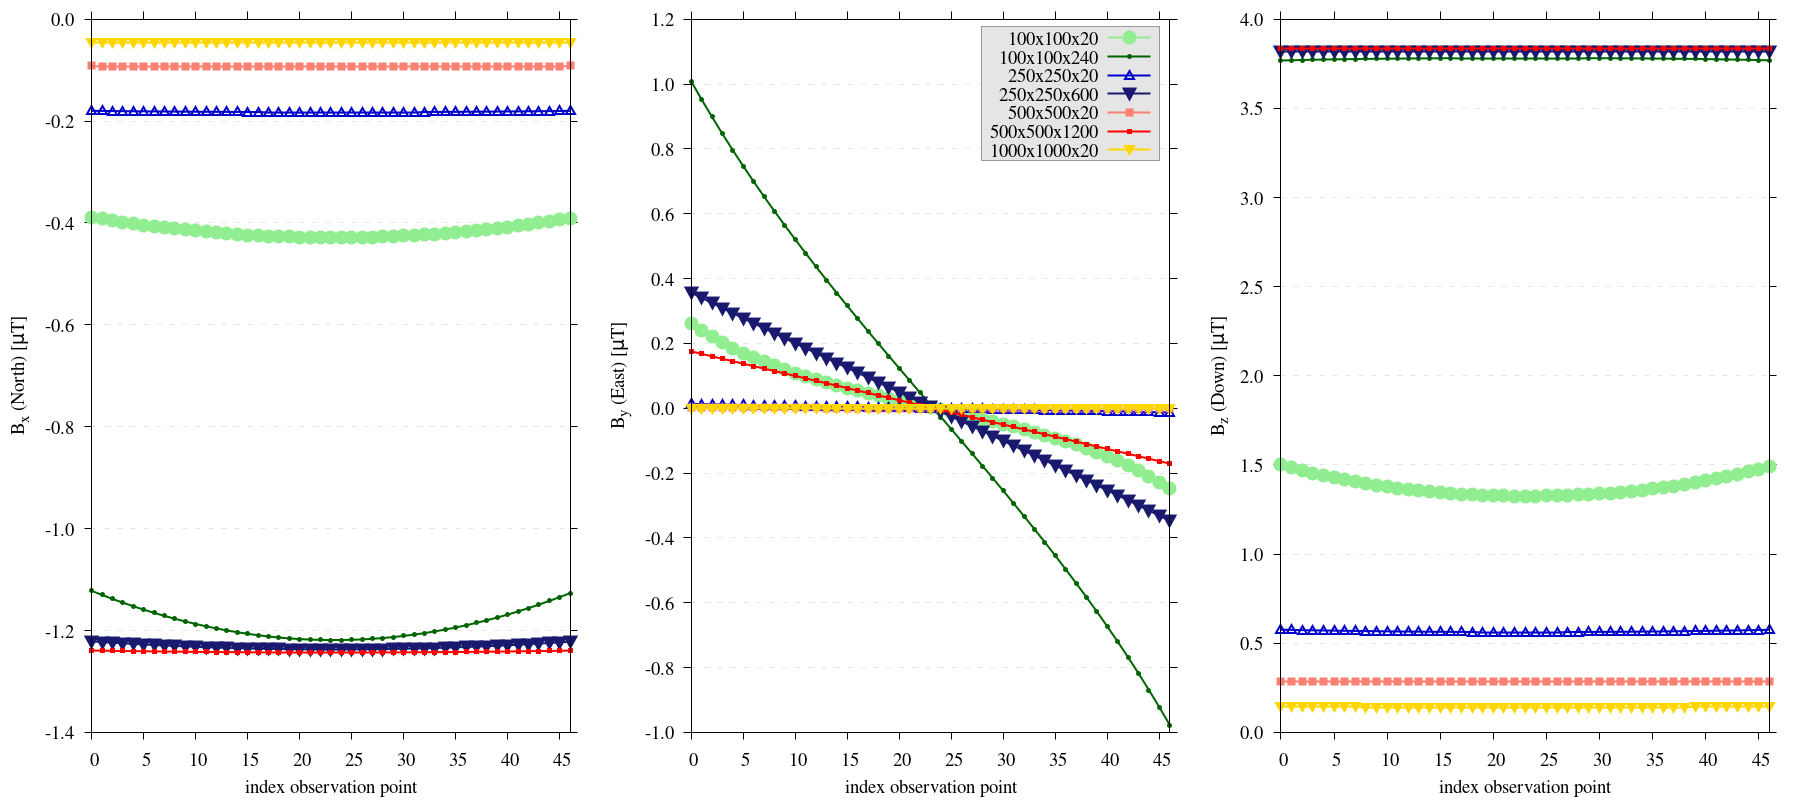 0.0
-0.2
-0.4
-0.6
-0.8
-1.0
-1.2
-1.4
0 5 10 15 20 25 30 35 40 45
index observation point
Bx (North) [µT]
1.2
1.0
0.8
0.6
0.4
0.2
0.0
-0.2
-0.4
-0.6
-0.8
-1.0
0 5 10 15 20 25 30 35 40 45
index observation point
By (East) [µT]
100x100x20
100x100x240
250x250x20
250x250x600
500x500x20
500x500x1200
1000x1000x20
4.0
3.5
3.0
2.5
2.0
1.5
1.0
0.5
0.0
0 5 10 15 20 25 30 35 40 45
index observation point
Bz (Down) [µT]